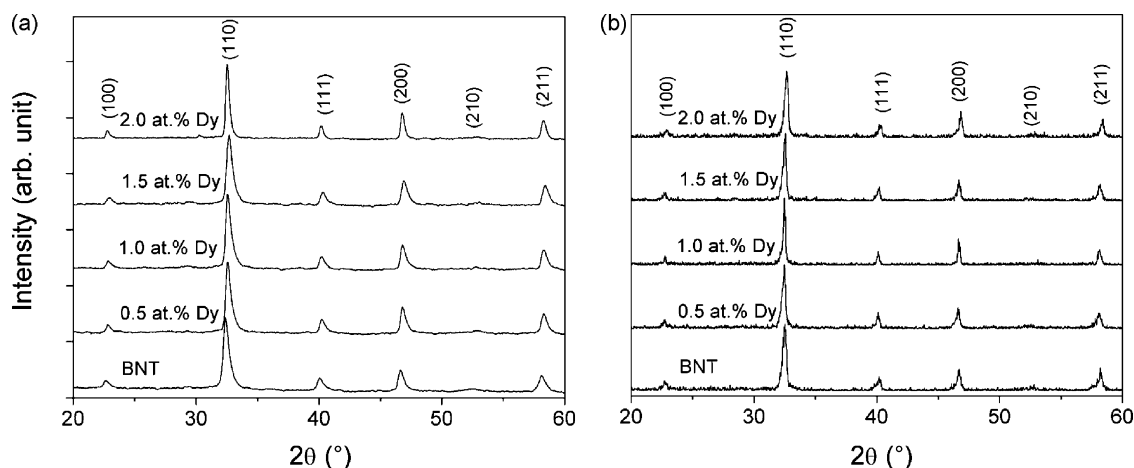 (a)
Intensity (arb. unit)
(100)
(110)
(111)
(200)
(210)
(211)
2.0 at.% Dy
1.5 at.% Dy
1.0 at.% Dy
0.5 at.% Dy
BNT
20 30 40 50 60
2θ (°)
(b)
(100)
(110)
(111)
(200)
(210)
(211)
2.0 at.% Dy
1.5 at.% Dy
1.0 at.% Dy
0.5 at.% Dy
BNT
20 30 40 50 60
2θ (°)